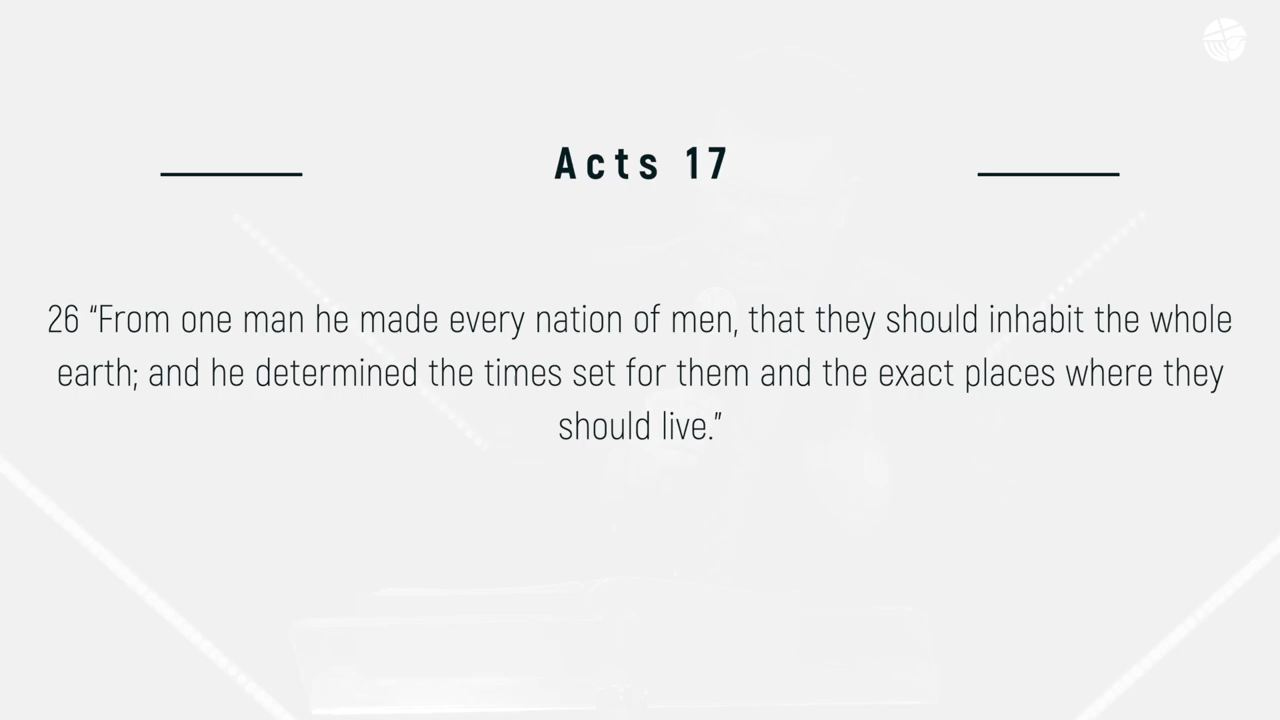 Acts 17
26 “From one man he made every nation of men, that they should inhabit the whole
earth; and he determined the times set for them and the exact places where they
should live.”